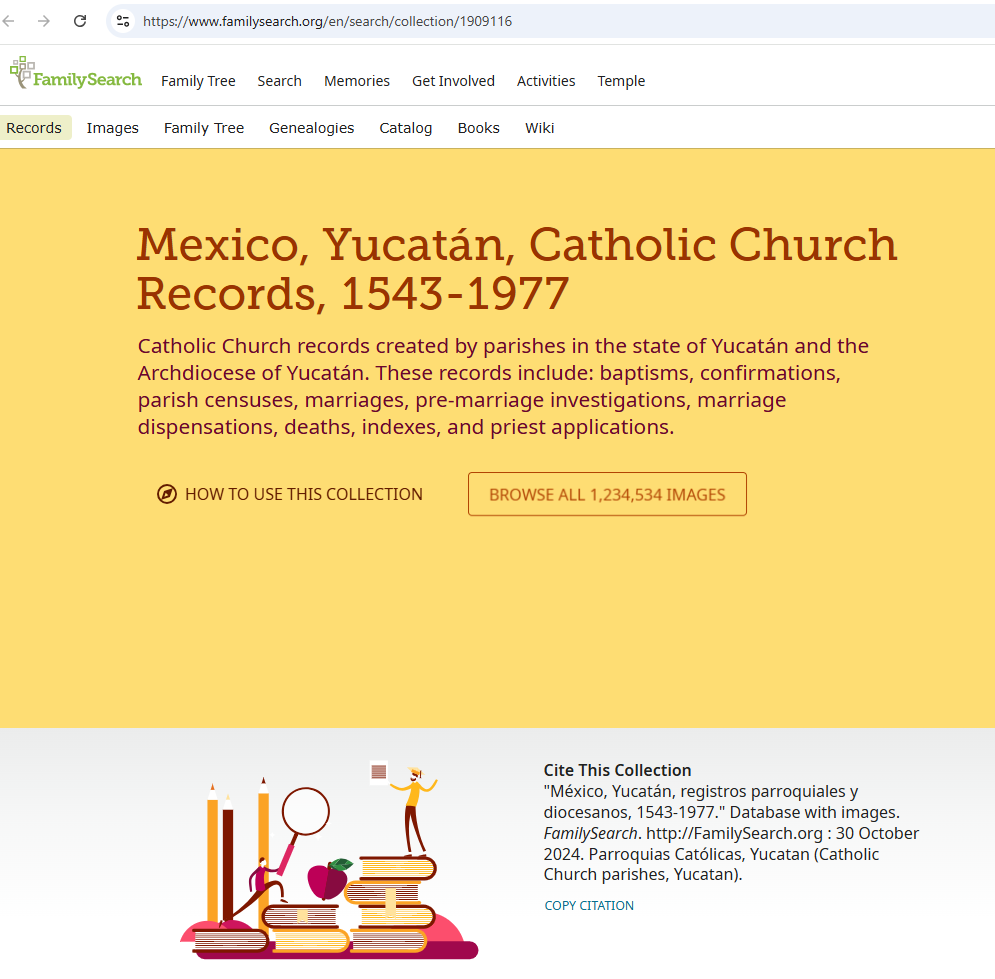 https://www.familysearch.org/en/search/collection/1909116
FamilySearch Family Tree Search Memories Get Involved Activities Temple
Records Images Family Tree Genealogies Catalog Books Wiki
Mexico, Yucatán, Catholic Church
Records, 1543-1977
Catholic Church records created by parishes in the state of Yucatán and the
Archdiocese of Yucatán. These records include: baptisms, confirmations,
parish censuses, marriages, pre-marriage investigations, marriage
dispensations, deaths, indexes, and priest applications.
HOW TO USE THIS COLLECTION BROWSE ALL 1,234,534 IMAGES
Cite This Collection
"México, Yucatán, registros parroquiales y
diocesanos, 1543-1977." Database with images.
FamilySearch. http://FamilySearch.org : 30 October
2024. Parroquias Católicas, Yucatan (Catholic
Church parishes, Yucatan).
COPY CITATION